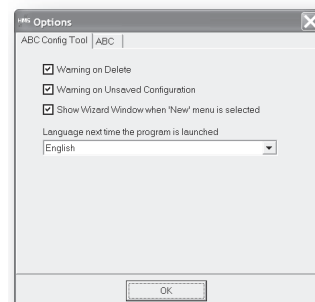 HMS Options
ABC Config Tool ABC
Warning on Delete
Warning on Unsaved Configuration
Show Wizard Window when 'New' menu is selected
Language next time the program is launched
English
OK